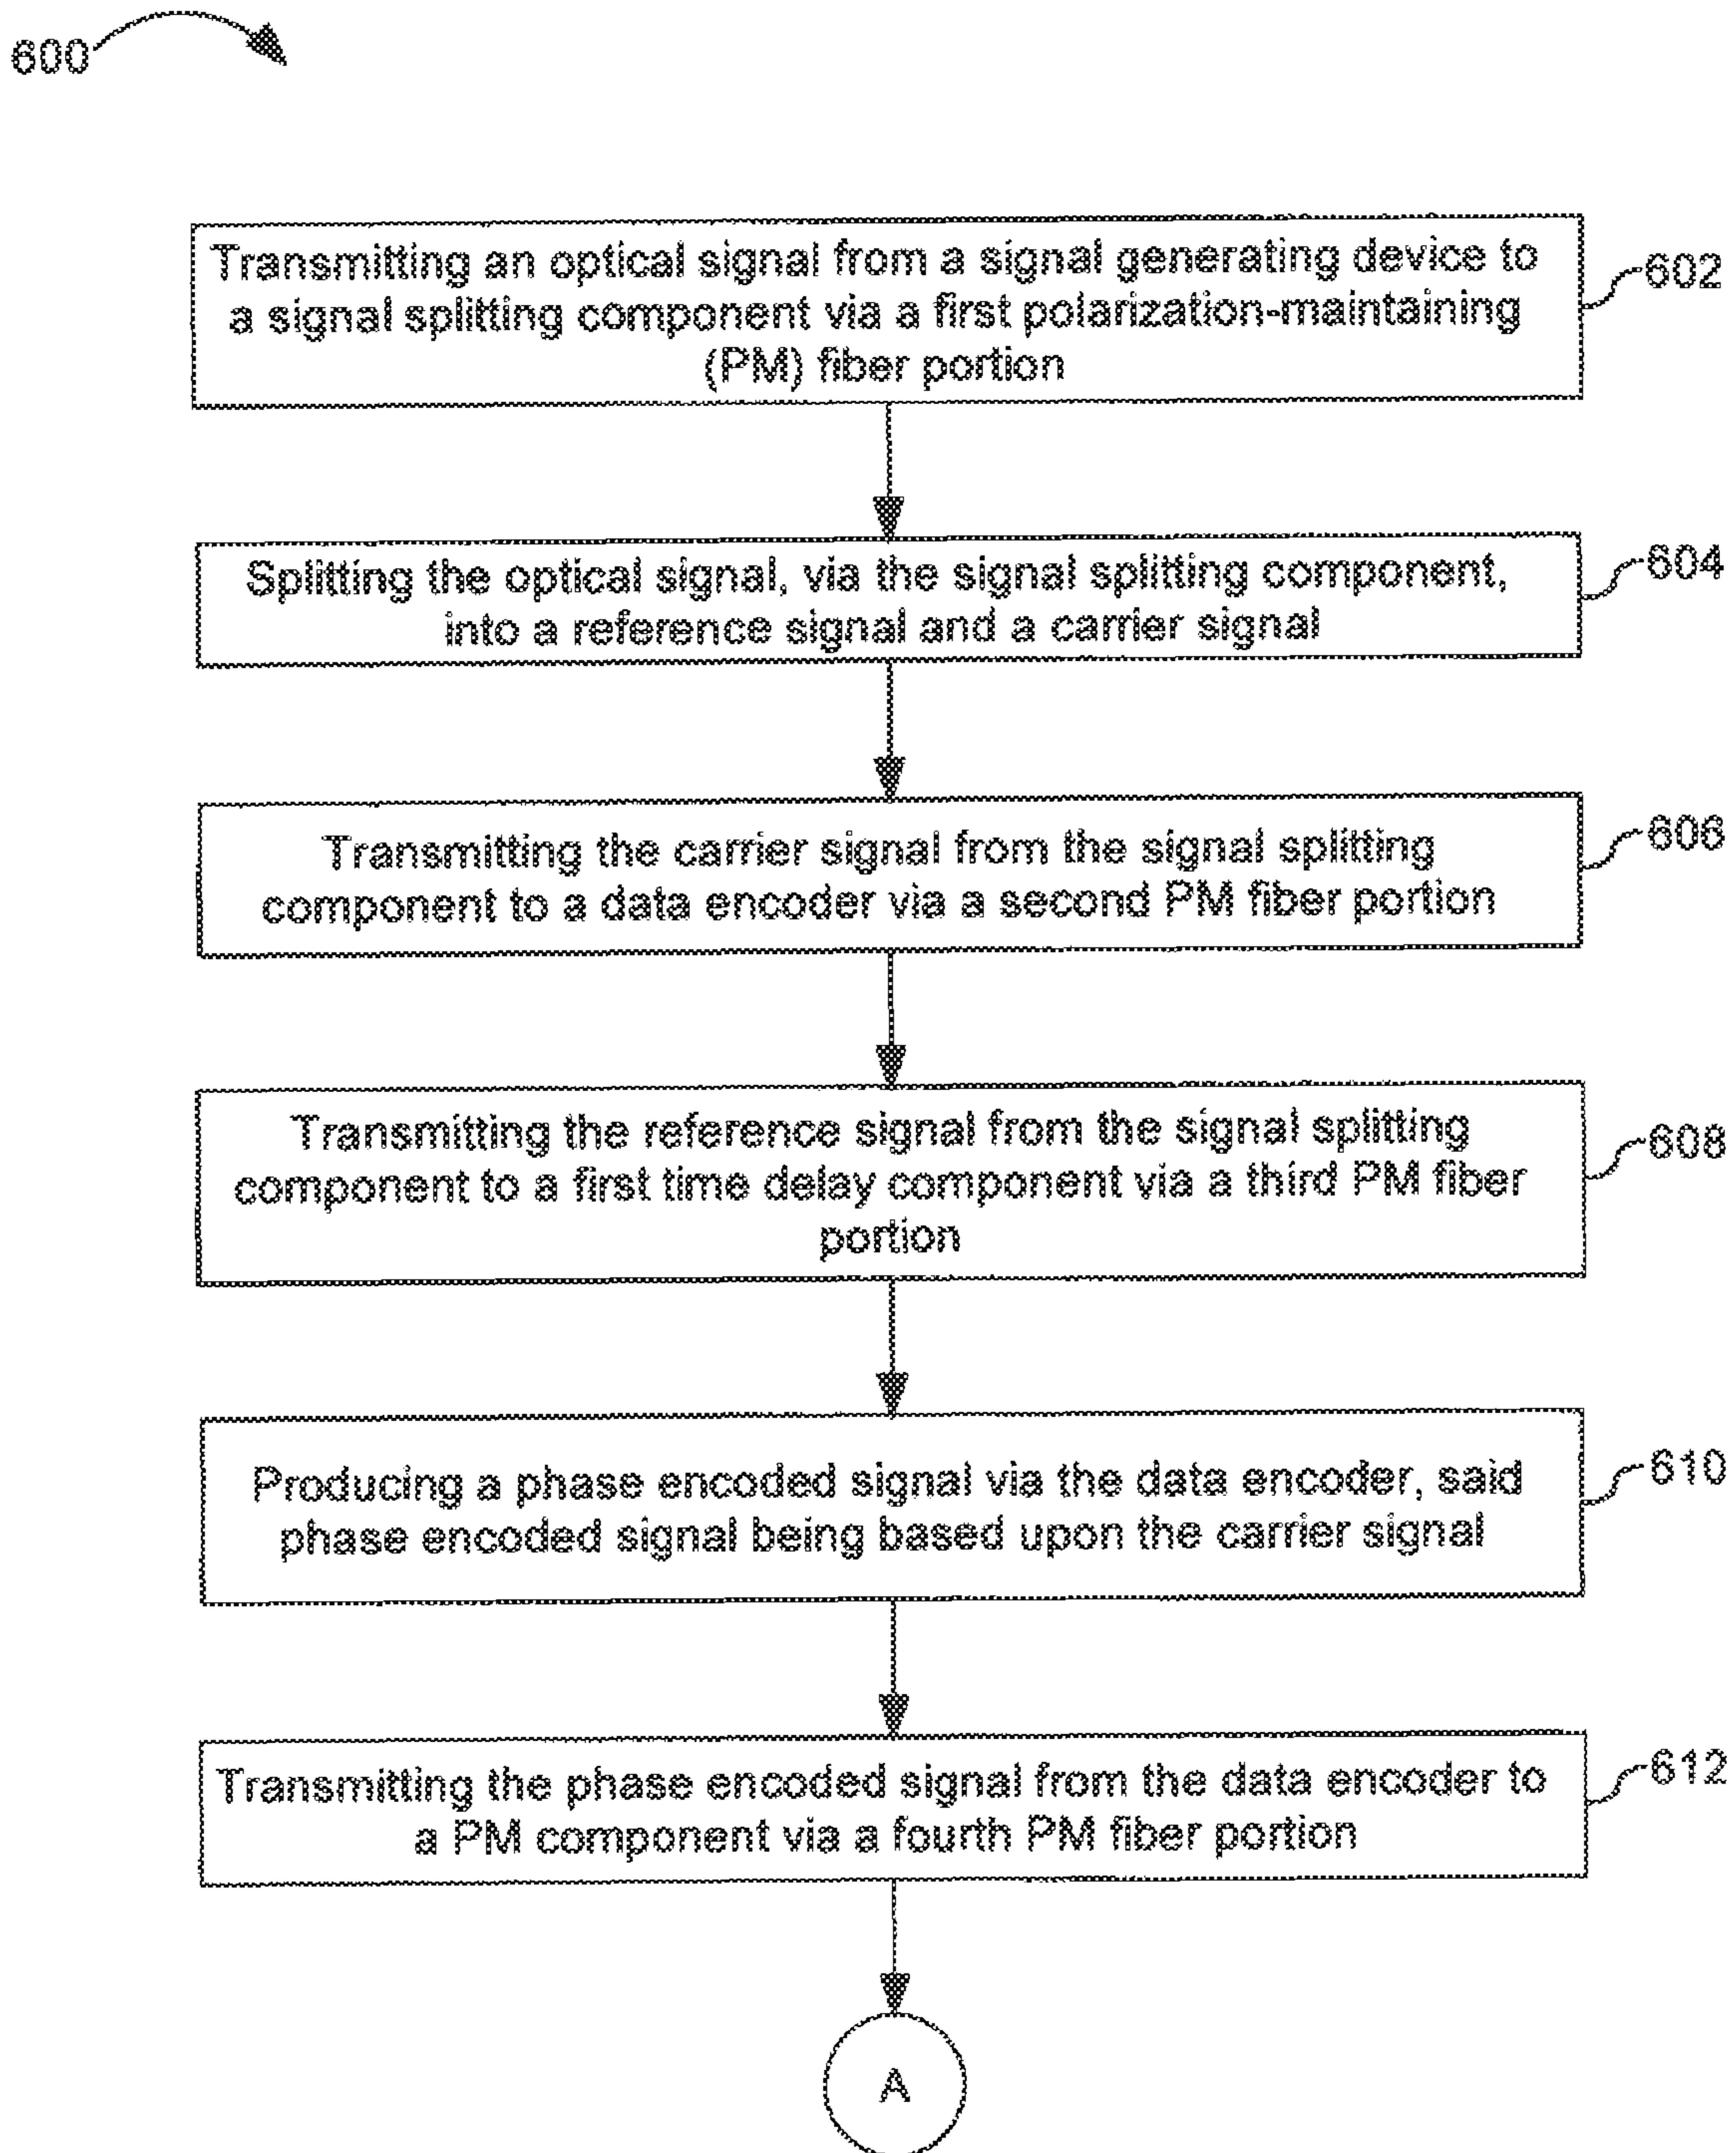 600
Transmitting an optical signal from a signal generating device to
a signal splitting component via a first polarization-maintaining
(PM) fiber portion
602
Splitting the optical signal, via the signal splitting component,
into a reference signal and a carrier signal
604
Transmitting the carrier signal from the signal splitting
component to a data encoder via a second PM fiber portion
606
Transmitting the reference signal from the signal splitting
component to a first time delay component via a third PM fiber
portion
608
Producing a phase encoded signal via the data encoder, said
phase encoded signal being based upon the carrier signal
610
Transmitting the phase encoded signal from the data encoder to
a PM component via a fourth PM fiber portion
612
A